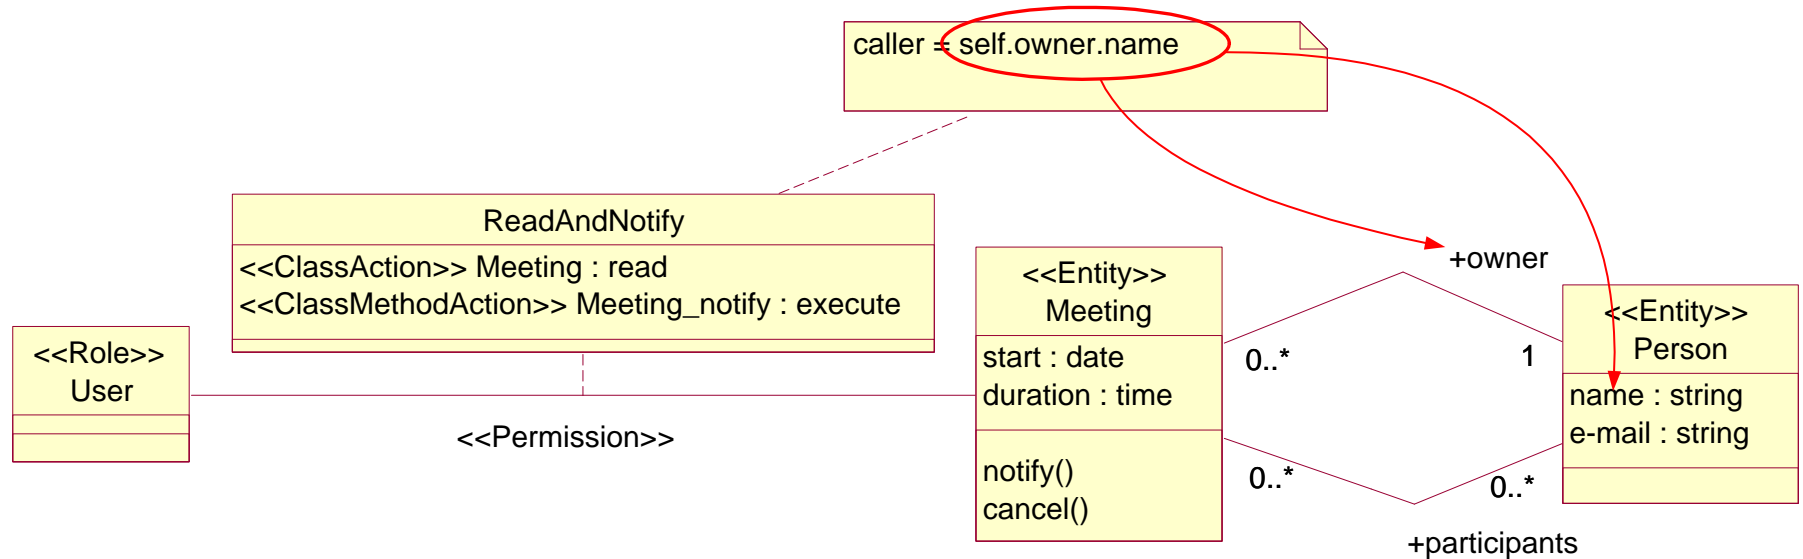 caller = self.owner.name
ReadAndNotify
<<ClassAction>> Meeting : read
<<ClassMethodAction>> Meeting_notify : execute
<<Role>>
User
<<Permission>>
<<Entity>>
Meeting
start : date
duration : time
notify()
cancel()
+owner
0..*
1
0..*
0..*
+participants
<<Entity>>
Person
name : string
e-mail : string